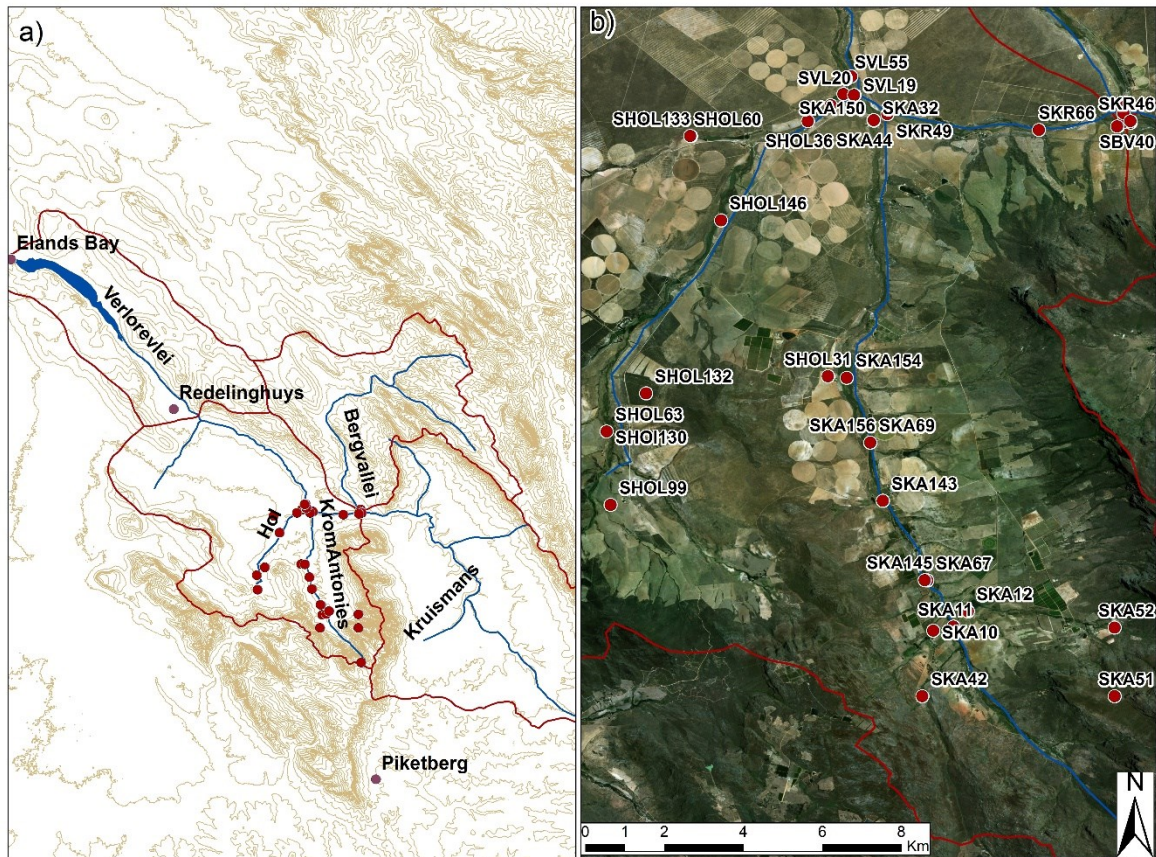 a)
Elands Bay
Verlorevlei
Redelinghuys
Bergvallei
Hol
KromAntonies
Kruismans
Piketberg
b)
SVL55
SVL20
SVL19
SKA150
SKA32
SKR66
SKR46
SHOL133 SHOL60
SHOL36
SKA44
SKR49
SBV40
SHOL146
SHOL31
SKA154
SHOL132
SHOL63
SKA156
SKA69
SHOl130
SHOL99
SKA143
SKA145
SKA67
SKA11
SKA12
SKA10
SKA52
SKA42
SKA51
N
0 1 2 4 6 8
Km